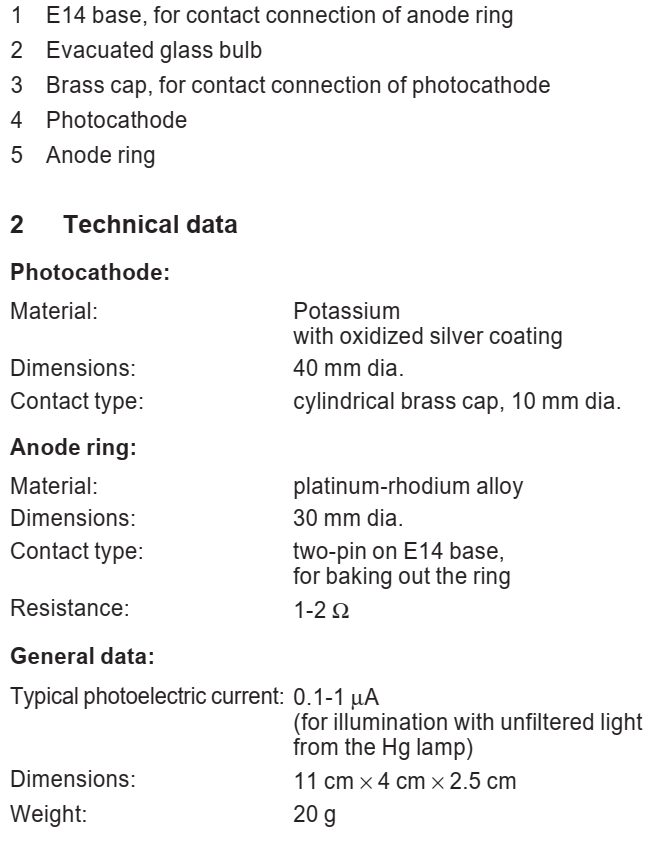 1 E14 base, for contact connection of anode ring
2 Evacuated glass bulb
3 Brass cap, for contact connection of photocathode
4 Photocathode
5 Anode ring
2 Technical data
Photocathode:
Material: Potassium
with oxidized silver coating
Dimensions: 40 mm dia.
Contact type: cylindrical brass cap, 10 mm dia.
Anode ring:
Material: platinum-rhodium alloy
Dimensions: 30 mm dia.
Contact type: two-pin on E14 base,
for baking out the ring
Resistance: 1-2 Ω
General data:
Typical photoelectric current: 0.1-1 μA
(for illumination with unfiltered light
from the Hg lamp)
Dimensions: 11 cm × 4 cm × 2.5 cm
Weight: 20 g